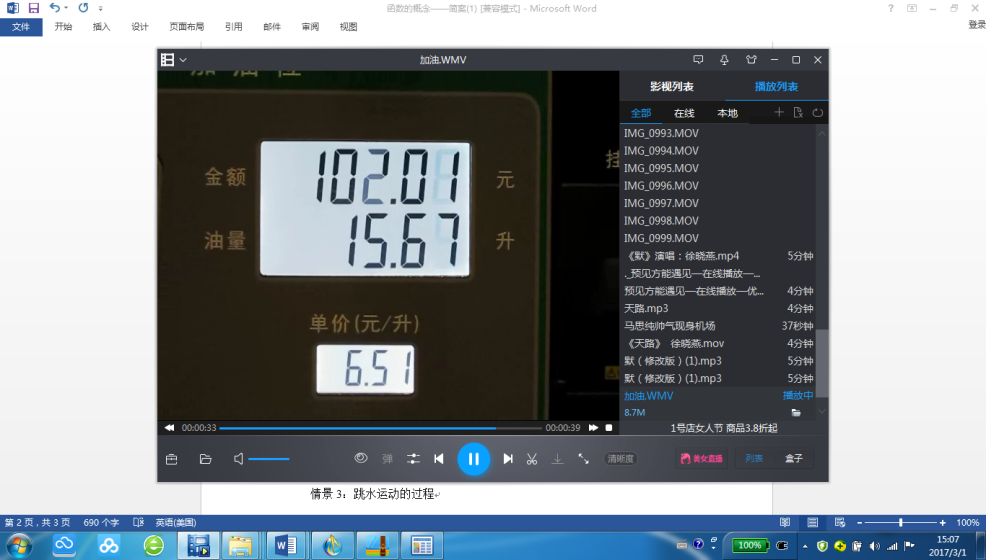 函数的概念——简案(1) [兼容模式] - Microsoft Word
登录
文件 开始 插入 设计 页面布局 引用 邮件 审阅 视图
加油.WMV
影视列表 播放列表
全部 在线 本地
IMG_0993.MOV
IMG_0994.MOV
IMG_0995.MOV
IMG_0996.MOV
IMG_0997.MOV
IMG_0998.MOV
IMG_0999.MOV
《默》演唱：徐晓燕.mp4 5分钟
._预见方能遇见—在线播放—...
预见方能遇见—在线播放—优... 4分钟
天路.mp3 4分钟
马思纯帅气现身机场 37秒钟
《天路》 徐晓燕.mov 4分钟
默（修改版）(1).mp3 5分钟
默（修改版）(1).mp3 5分钟
加油.WMV 播放中
8.7M
1号店女人节 商品3.8折起
金额 102.01 元
油量 15.67 升
单价(元/升)
6.51
挂
00:00:33 00:00:39
弹 清晰度 美女直播 列表 盒子
情景 3：跳水运动的过程
第 2 页，共 3 页 690 个字 英语(美国) 100%
100%
15:07
2017/3/1